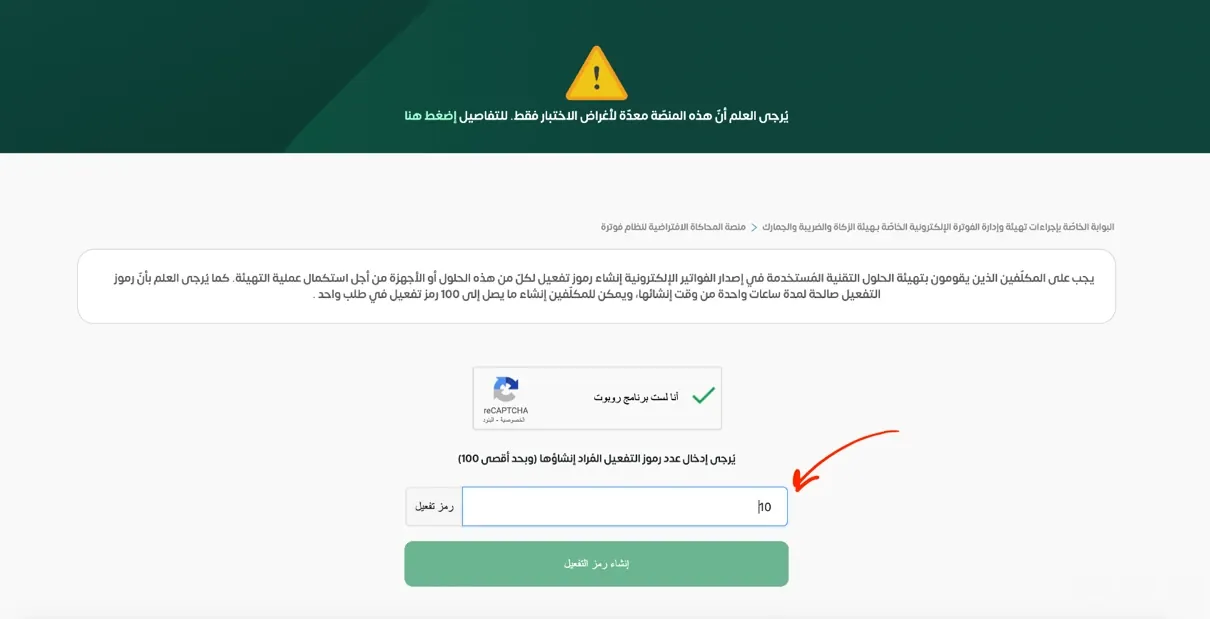 يُرجى العلم أنّ هذه المنصّة معدّة لأغراض الاختبار فقط. للتفاصيل إضغط هنا
البوابة الخاصّة بإجراءات تهيئة وإدارة الفوترة الإلكترونية الخاصّة بهيئة الزكاة والضريبة والجمارك > منصة المحاكاة الافتراضية لنظام فوترة
يجب على المكلّفين الذين يقومون بتهيئة الحلول التقنية المُستخدمة في إصدار الفواتير الإلكترونية إنشاء رموز تفعيل لكلّ من هذه الحلول أو الأجهزة من أجل استكمال عملية التهيئة. كما يُرجى العلم بأنّ رموز
التفعيل صالحة لمدة ساعات واحدة من وقت إنشائها، ويمكن للمكلّفين إنشاء ما يصل إلى 100 رمز تفعيل في طلب واحد .
أنا لست برنامج روبوت
reCAPTCHA
الخصوصية - البنود
يُرجى إدخال عدد رموز التفعيل المُراد إنشاؤها (وبحد أقصى 100)
10
رمز تفعيل
إنشاء رمز التفعيل